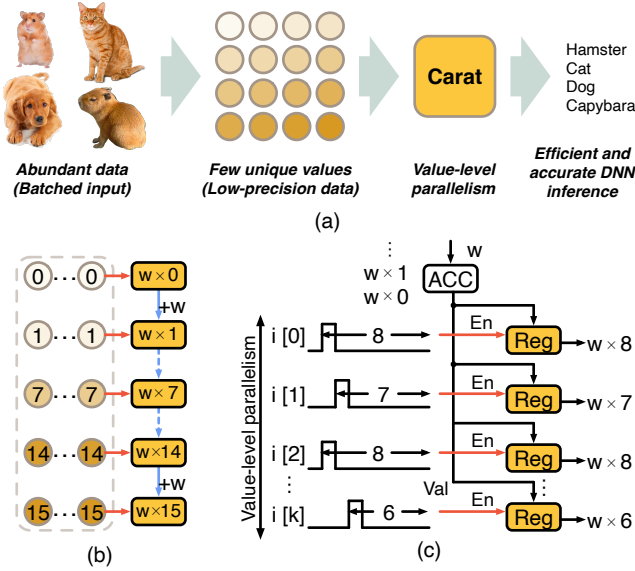 Carat
Hamster
Cat
Dog
Capybara
Abundant data
(Batched input)
Few unique values
(Low-precision data)
Value-level
parallelism
Efficient and
accurate DNN
inference
(a)
0 ... 0
w × 0
+w
1 ... 1
w × 1
7 ... 7
w × 7
14 ... 14
w × 14
+w
15 ... 15
w × 15
(b)
⋮
w × 1
w × 0
w
ACC
Value-level parallelism
i [0]
8
En
Reg
w × 8
i [1]
7
En
Reg
w × 7
i [2]
8
En
Reg
w × 8
⋮
Val
⋮
i [k]
6
En
Reg
w × 6
(c)